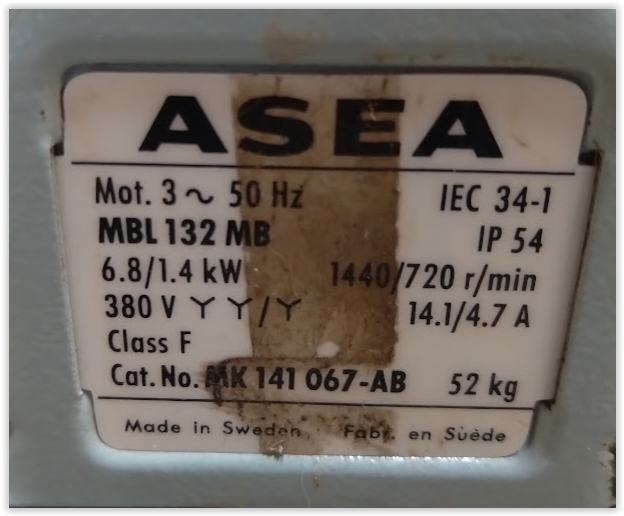 ASEA
Mot. 3 ~ 50 Hz IEC 34-1
MBL 132 MB IP 54
6.8/1.4 kW 1440/720 r/min
380 V Y Y/Y 14.1/4.7 A
Class F
Cat. No. MK 141 067-AB 52 kg
Made in Sweden Fabr. en Suède